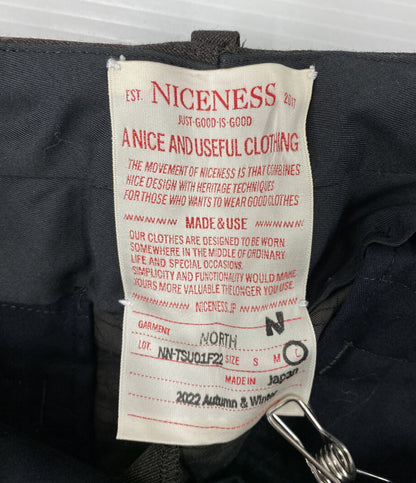 EST. NICENESS 2017
JUST-GOOD-IS-GOOD
A NICE AND USEFUL CLOTHING
THE MOVEMENT OF NICENESS IS THAT COMBINES
NICE DESIGN WITH HERITAGE TECHNIQUES
FOR THOSE WHO WANTS TO WEAR GOOD CLOTHES
MADE & USE
OUR CLOTHES ARE DESIGNED TO BE WORN
SOMEWHERE IN THE MIDDLE OF ORDINARY
LIFE AND SPECIAL OCCASIONS.
SIMPLICITY AND FUNCTIONALITY WOULD MAKE
YOURS MORE VALUABLE THE LONGER YOU USE.
NICENESS.JP
N
GARMENT NORTH
LOT. NN-TSU01F22 SIZE S M L
MADE IN Japan
2022 Autumn & Winter